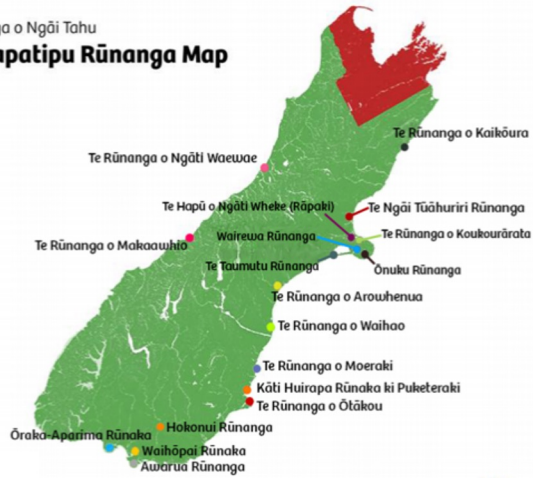 o Ngāi Tahu
Rūnanga Map
Te Rūnanga o Kaikōura
Te Rūnanga o Ngāti Waewae
Te Hapū o Ngāti Wheke (Rāpaki)
Te Ngāi Tūāhuriri Rūnanga
Wairewa Rūnanga
Te Rūnanga o Koukourārata
Te Rūnanga o Makaawhio
Te Taumutu Rūnanga
Ōnuku Rūnanga
Te Rūnanga o Arowhenua
Te Rūnanga o Waihao
Te Rūnanga o Moeraki
Kāti Huirapa Rūnaka ki Puketeraki
Te Rūnanga o Ōtākou
Hokonui Rūnanga
Ōraka-Aparima Rūnaka
Waihōpai Rūnaka
Awarua Rūnanga